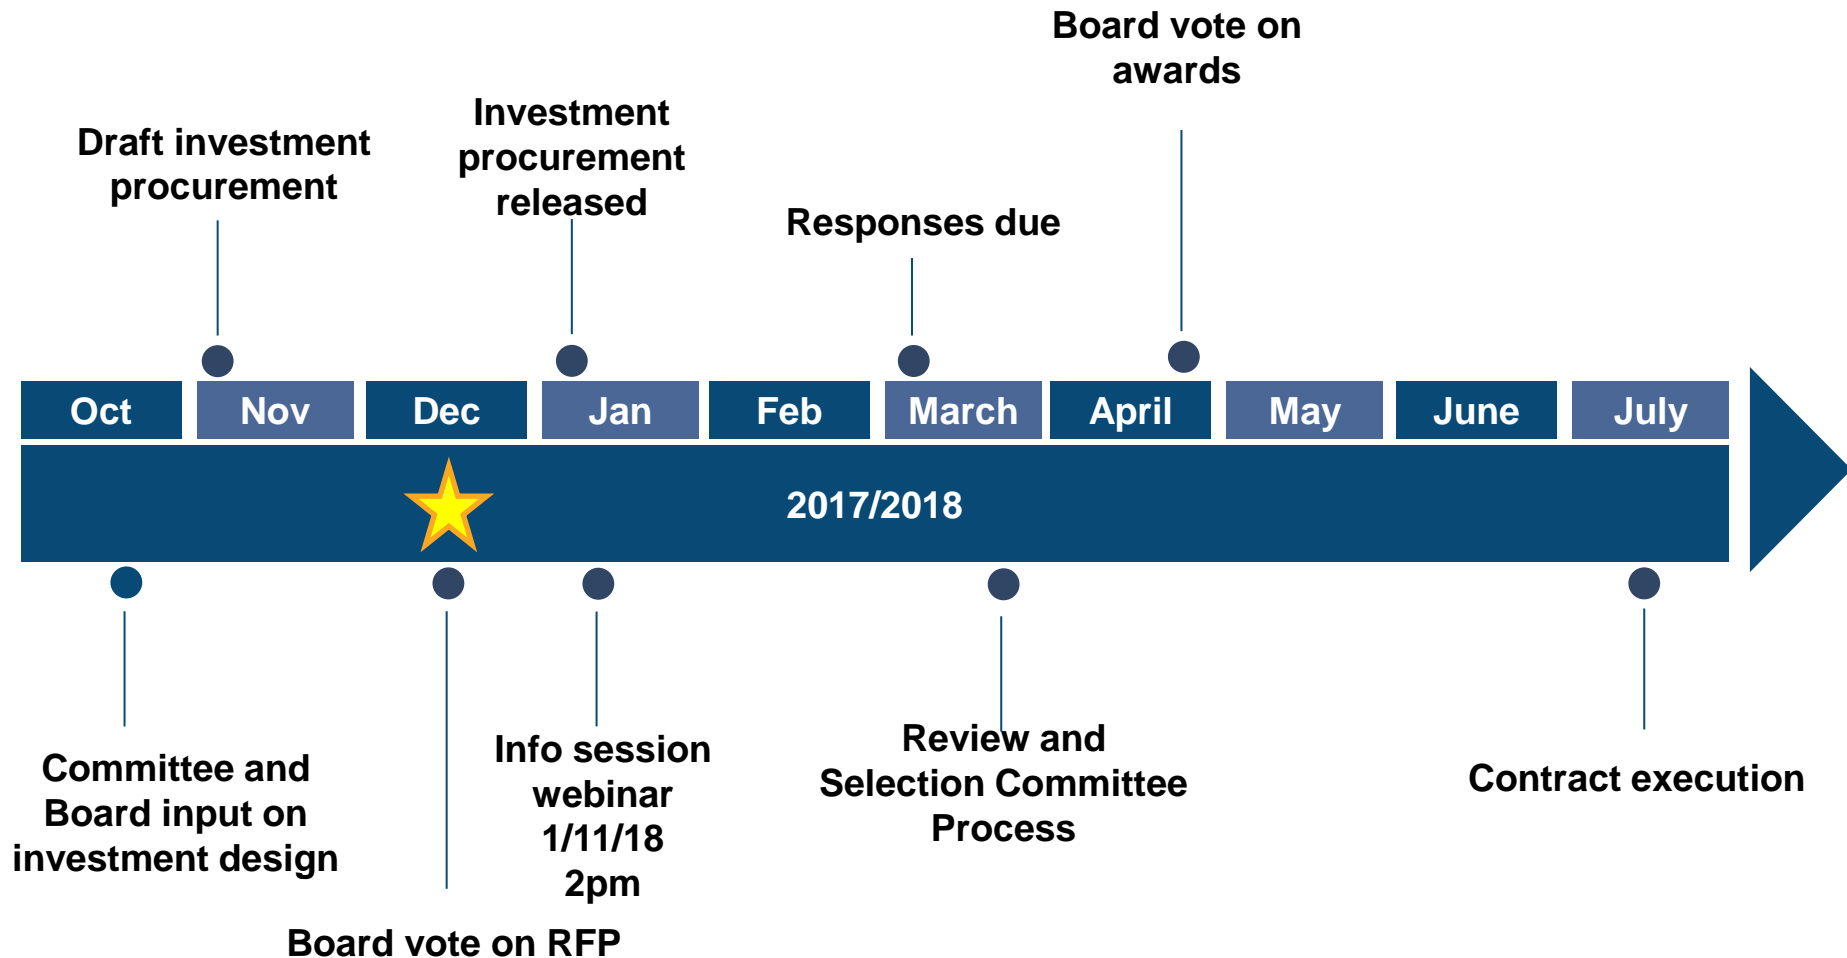 Board vote on
awards
Draft investment
procurement
Investment
procurement
released
Responses due
Oct
Nov
Dec
Jan
Feb
March
April
May
June
July
2017/2018
Committee and
Board input on
investment design
Board vote on RFP
Info session
webinar
1/11/18
2pm
Review and
Selection Committee
Process
Contract execution